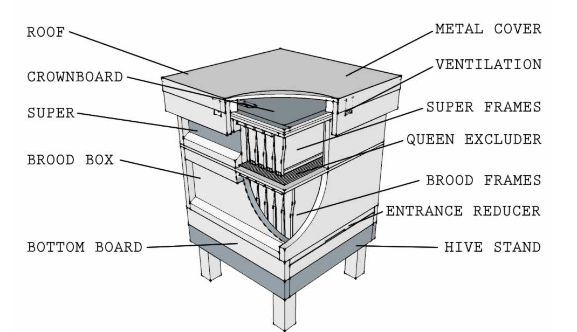 ROOF
CROWNBOARD
SUPER
BROOD BOX
BOTTOM BOARD
METAL COVER
VENTILATION
SUPER FRAMES
QUEEN EXCLUDER
BROOD FRAMES
ENTRANCE REDUCER
HIVE STAND